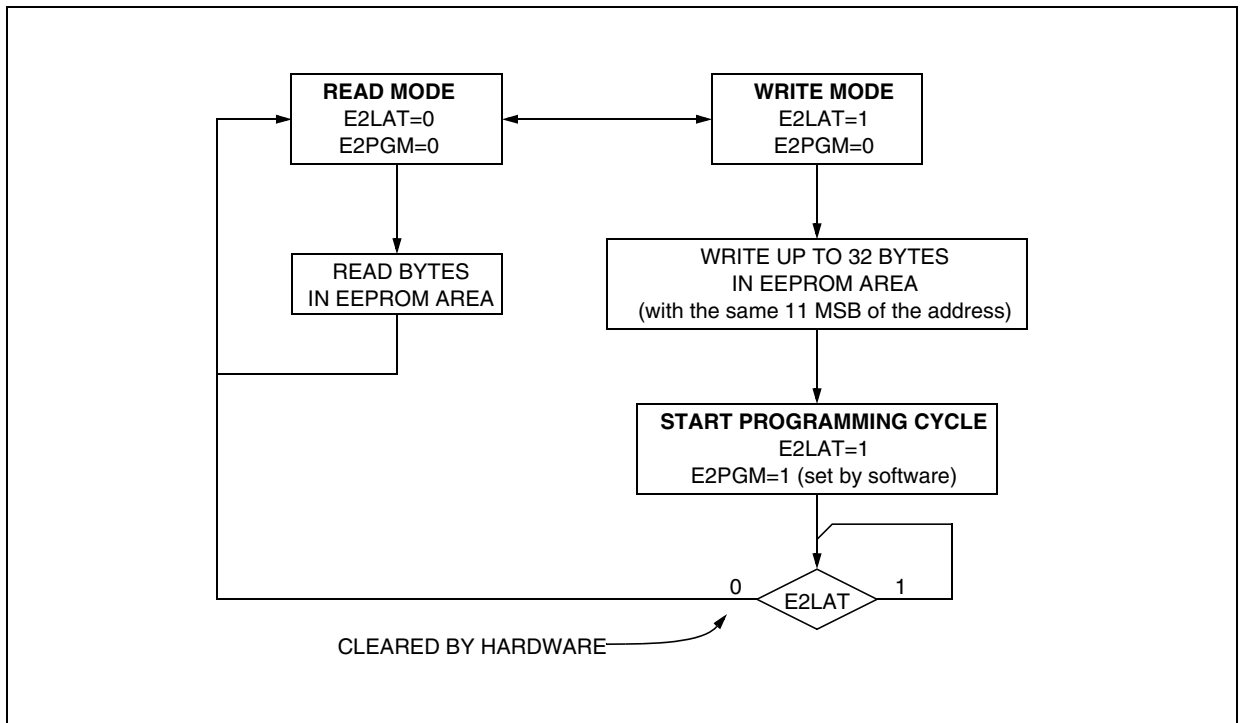 READ MODE
E2LAT=0
E2PGM=0
WRITE MODE
E2LAT=1
E2PGM=0
READ BYTES
IN EEPROM AREA
WRITE UP TO 32 BYTES
IN EEPROM AREA
(with the same 11 MSB of the address)
START PROGRAMMING CYCLE
E2LAT=1
E2PGM=1 (set by software)
0
E2LAT
1
CLEARED BY HARDWARE